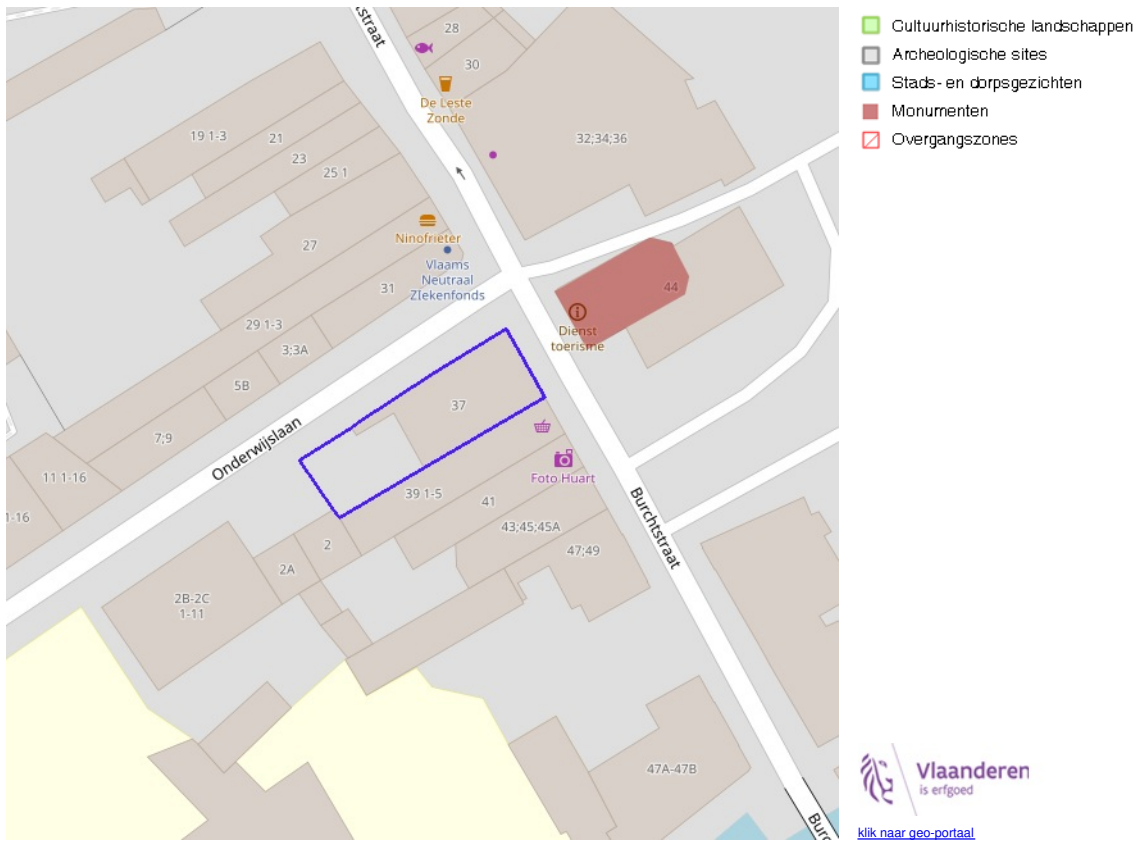 straat
28
30
De Leste
Zonde
19 1-3
21
23
25 1
32;34;36
27
Ninofrieter
Vlaams
Neutraal
ZIekenfonds
31
44
Dienst
toerisme
29 1-3
3;3A
5B
37
7;9
Onderwijslaan
11 1-16
1-16
Foto Huart
39 1-5
41
43;45;45A
47;49
Burchtstraat
2
2A
2B-2C
1-11
47A-47B
Burc
Cultuurhistorische landschappen
Archeologische sites
Stads- en dorpsgezichten
Monumenten
Overgangszones
Vlaanderen
is erfgoed
klik naar geo-portaal